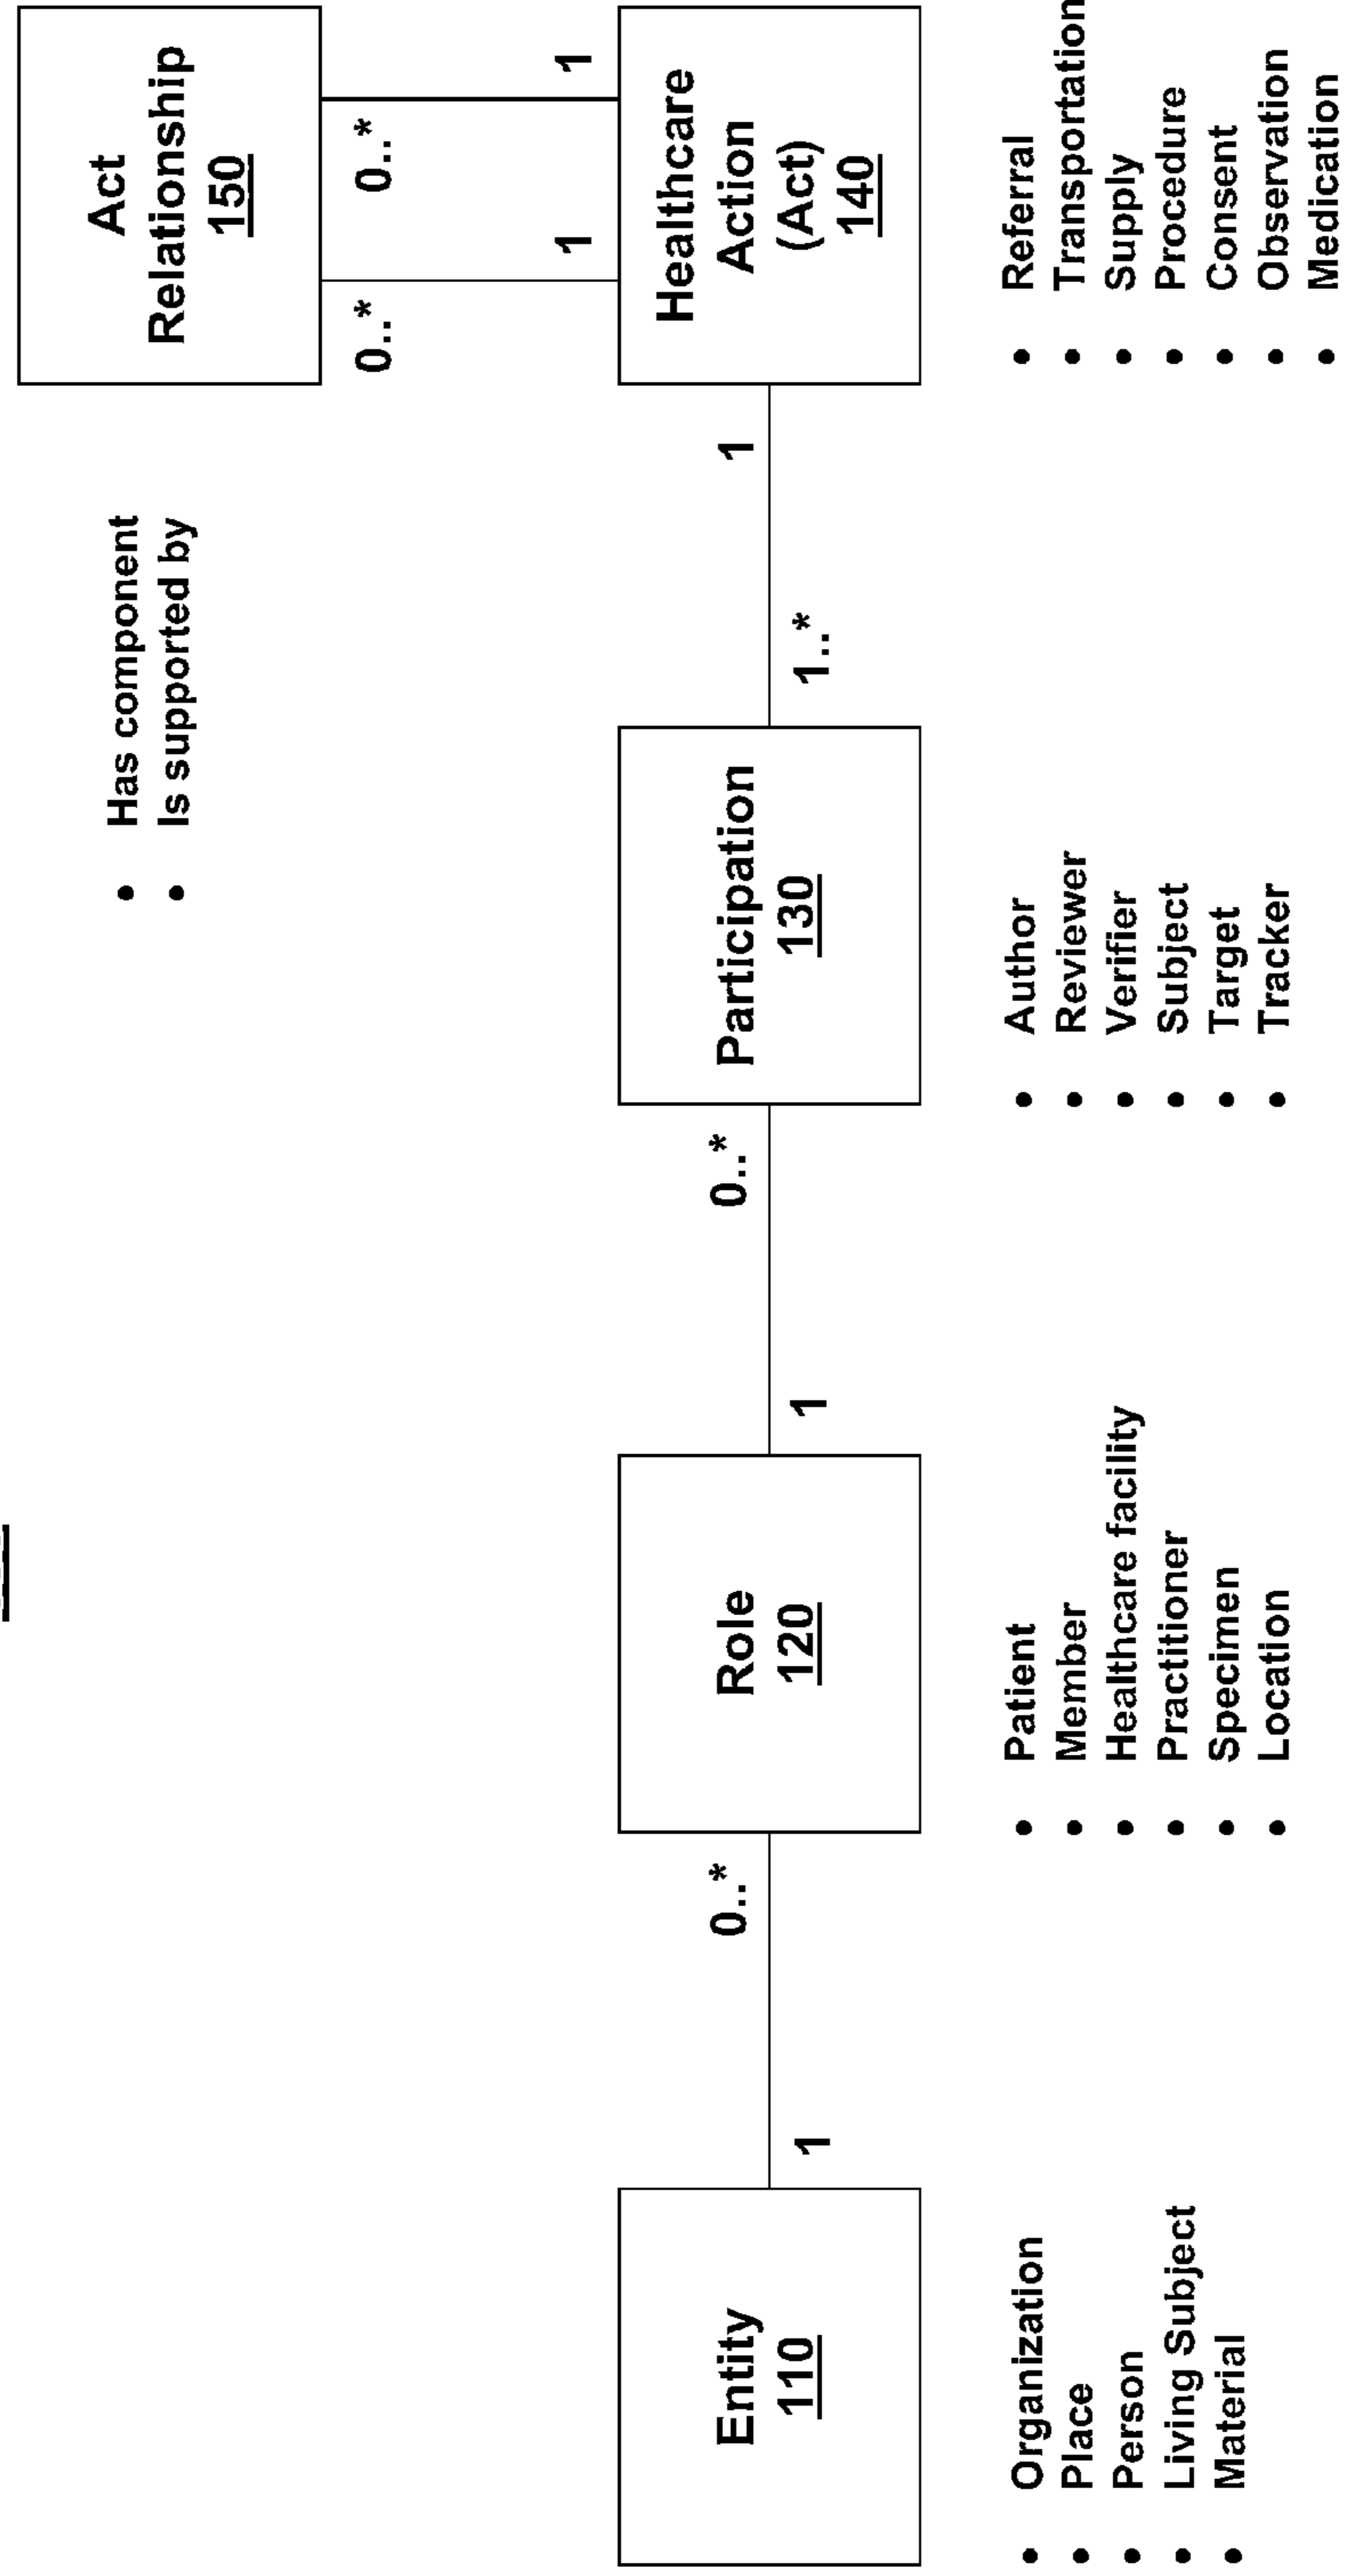 • Has component
• Is supported by
Act
Relationship
150
0..*
0..*
1
1
Entity
110
1
0..*
Role
120
1
0..*
Participation
130
1..*
1
Healthcare
Action
(Act)
140
• Organization
• Place
• Person
• Living Subject
• Material
• Patient
• Member
• Healthcare facility
• Practitioner
• Specimen
• Location
• Author
• Reviewer
• Verifier
• Subject
• Target
• Tracker
• Referral
• Transportation
• Supply
• Procedure
• Consent
• Observation
• Medication